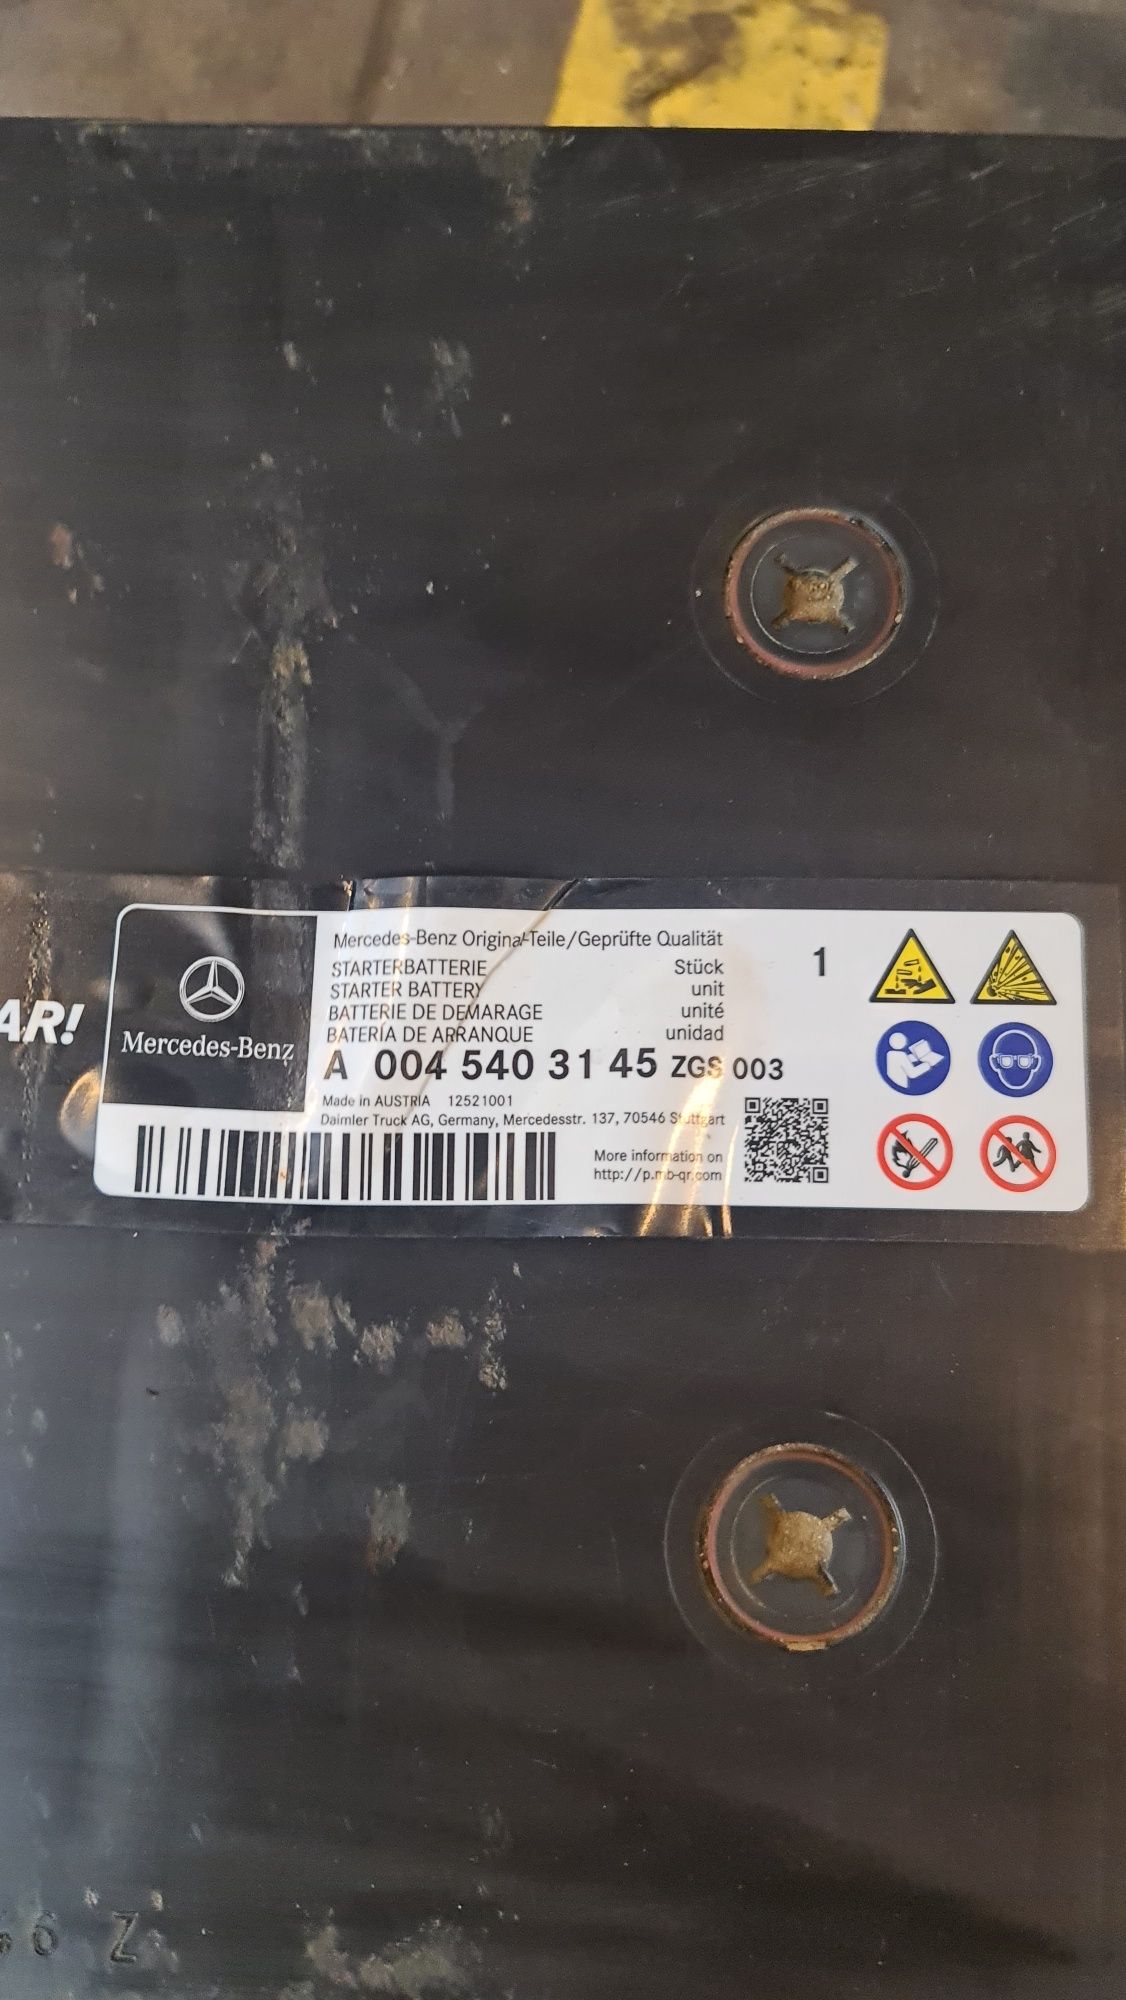 AR!
Mercedes-Benz
Mercedes-Benz Original-Teile/Geprüfte Qualität
STARTERBATTERIE Stück 1
STARTER BATTERY unit
BATTERIE DE DEMARAGE unité
BATERÍA DE ARRANQUE unidad
A 004 540 31 45 ZGS 003
Made in AUSTRIA 12521001
Daimler Truck AG, Germany, Mercedesstr. 137, 70546 Stuttgart
More information on
http://p.mb-qr.com
6 Z